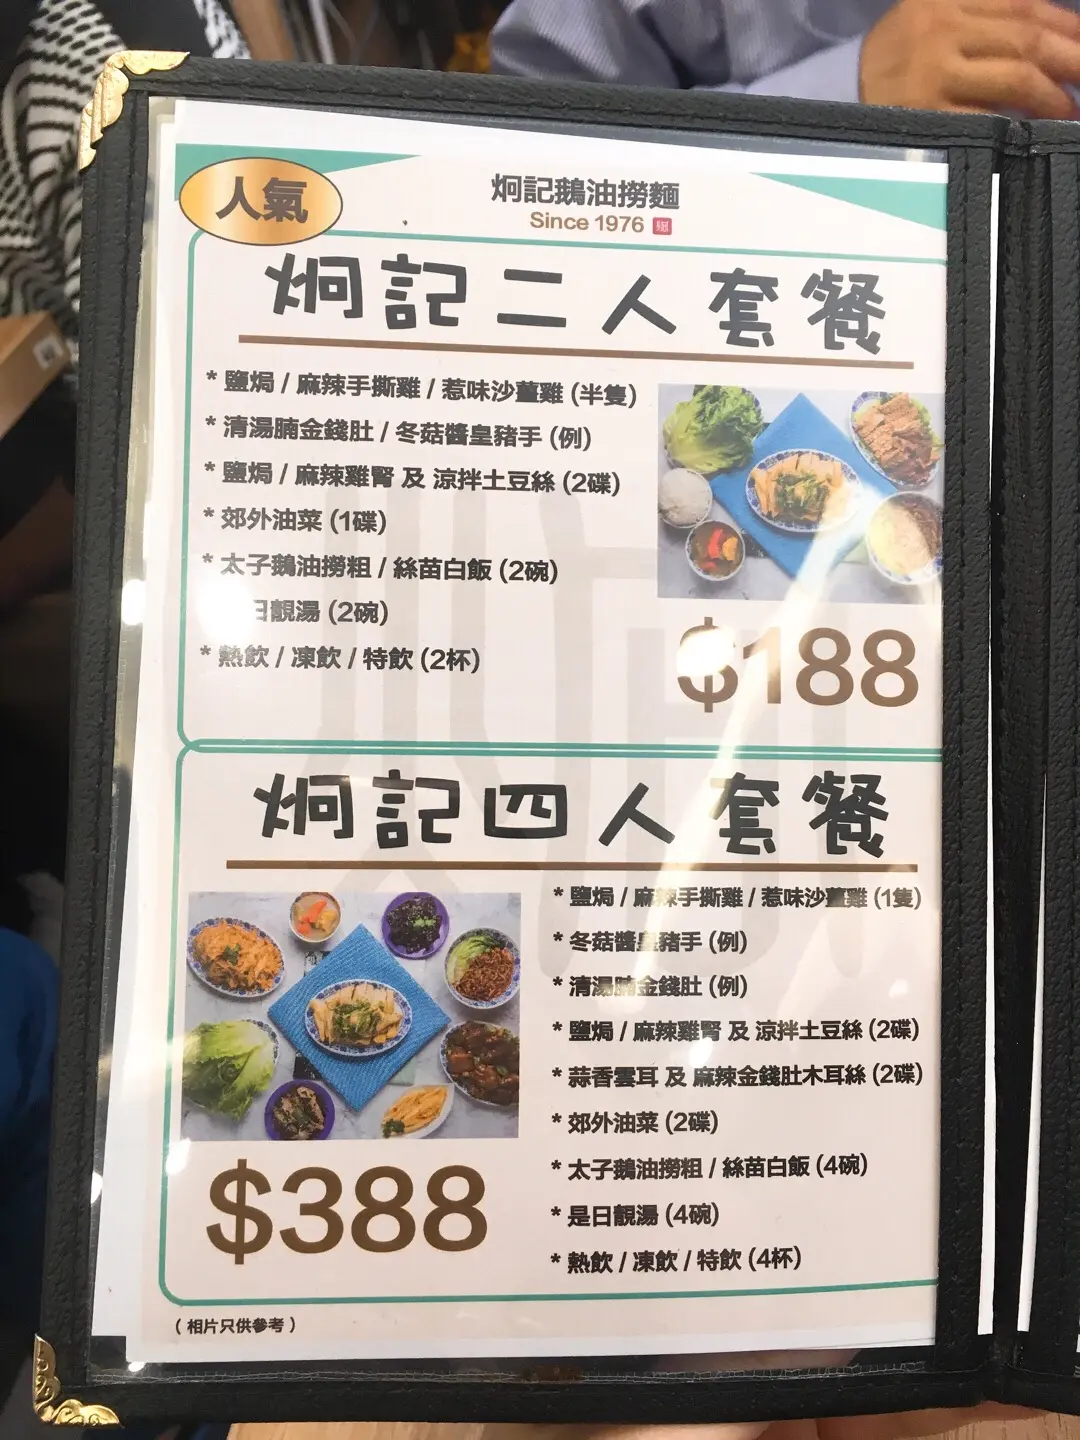 人氣
炯記鵝油撈麵
Since 1976
炯記二人套餐
* 鹽焗 / 麻辣手撕雞 / 惹味沙薑雞 (半隻)
* 清湯腩金錢肚 / 冬菇醬皇豬手 (例)
* 鹽焗 / 麻辣雞腎 及 涼拌土豆絲 (2碟)
* 郊外油菜 (1碟)
* 太子鵝油撈粗 / 絲苗白飯 (2碗)
日靚湯 (2碗)
* 熱飲 / 凍飲 / 特飲 (2杯)
$188
炯記四人套餐
* 鹽焗 / 麻辣手撕雞 / 惹味沙薑雞 (1隻)
* 冬菇醬皇豬手 (例)
* 清湯腩金錢肚 (例)
* 鹽焗 / 麻辣雞腎 及 涼拌土豆絲 (2碟)
* 蒜香雲耳 及 麻辣金錢肚木耳絲 (2碟)
* 郊外油菜 (2碟)
* 太子鵝油撈粗 / 絲苗白飯 (4碗)
* 是日靚湯 (4碗)
* 熱飲 / 凍飲 / 特飲 (4杯)
$388
( 相片只供參考 )